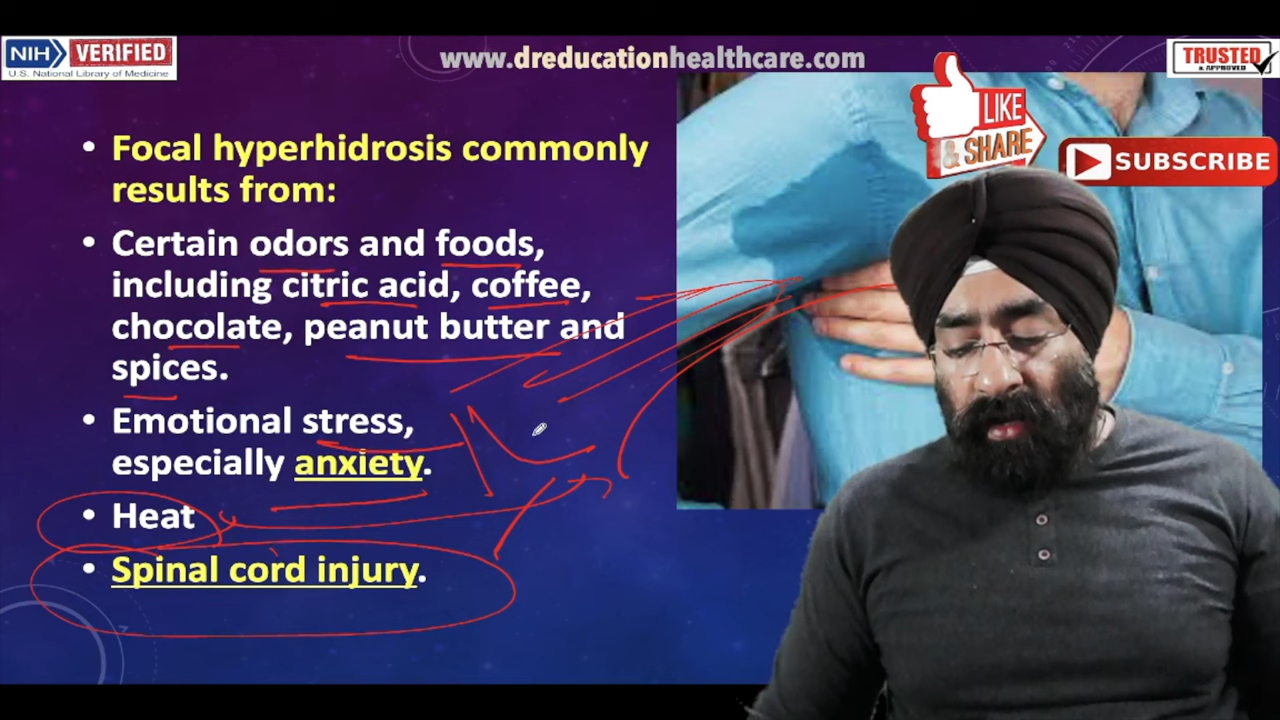 NIH VERIFIED
U.S. National Library of Medicine
www.dreducationhealthcare.com
TRUSTED
& APPROVED
LIKE
& SHARE
SUBSCRIBE
• Focal hyperhidrosis commonly
results from:
• Certain odors and foods,
including citric acid, coffee,
chocolate, peanut butter and
spices.
• Emotional stress,
especially anxiety.
• Heat
• Spinal cord injury.